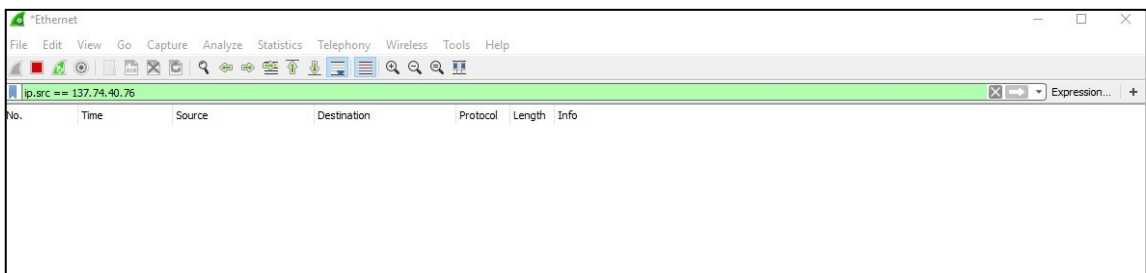 *Ethernet
File Edit View Go Capture Analyze Statistics Telephony Wireless Tools Help
ip.src == 137.74.40.76 Expression... +
No. Time Source Destination Protocol Length Info